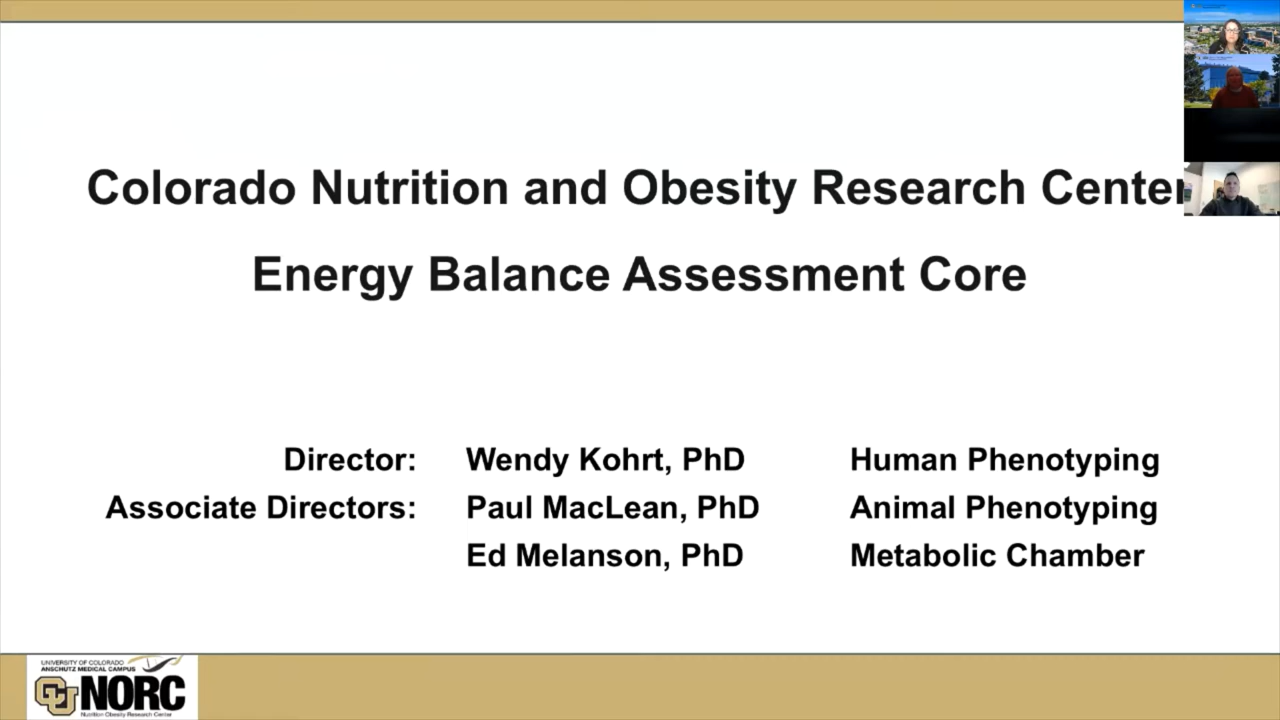 Colorado Nutrition and Obesity Research Center
Energy Balance Assessment Core
Director: Wendy Kohrt, PhD Human Phenotyping
Associate Directors: Paul MacLean, PhD Animal Phenotyping
Ed Melanson, PhD Metabolic Chamber
UNIVERSITY OF COLORADO
ANSCHUTZ MEDICAL CAMPUS
CU NORC
Nutrition Obesity Research Center